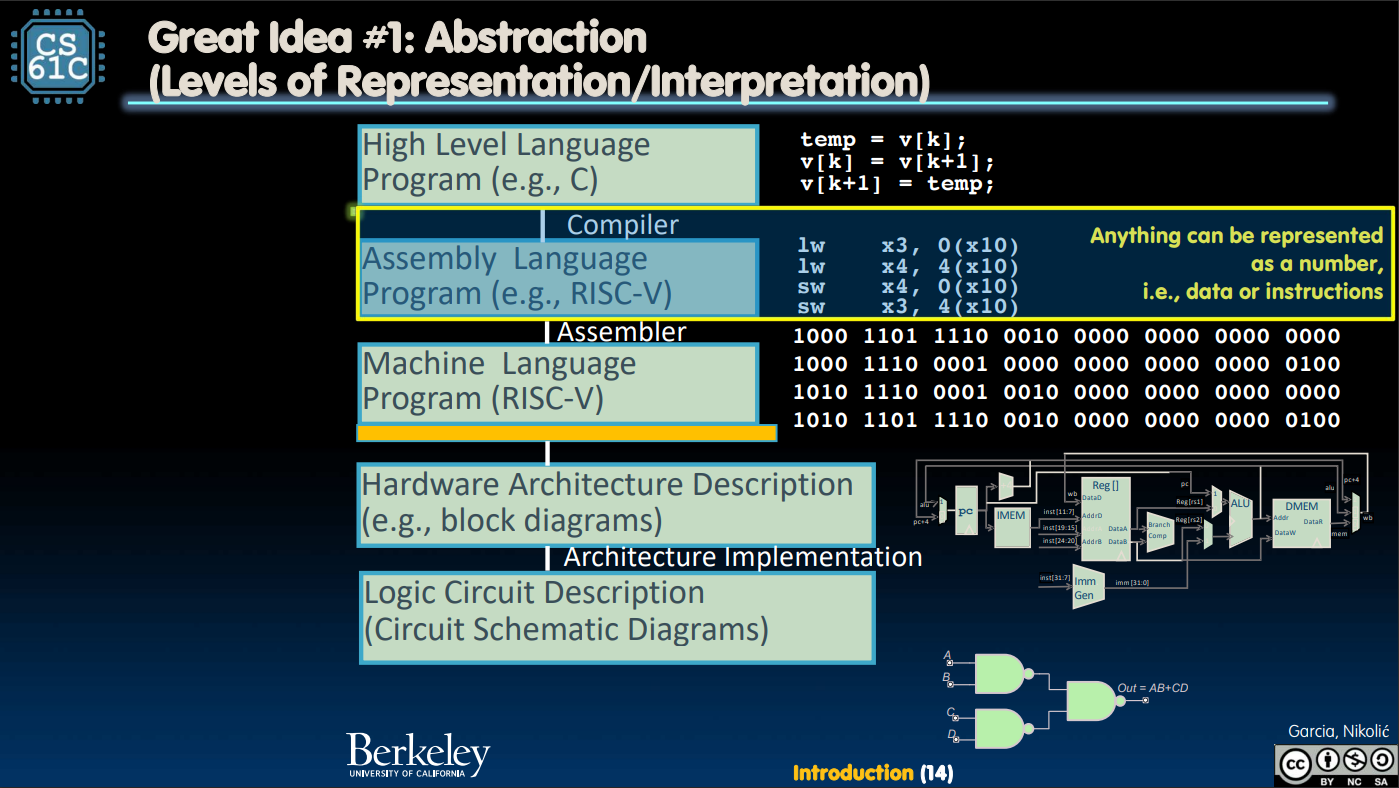 CS
61C
Great Idea #1: Abstraction
(Levels of Representation/Interpretation)
High Level Language
Program (e.g., C)
temp = v[k];
v[k] = v[k+1];
v[k+1] = temp;
Compiler
Assembly Language
Program (e.g., RISC-V)
lw x3, 0(x10)
lw x4, 4(x10)
sw x4, 0(x10)
sw x3, 4(x10)
Anything can be represented
as a number,
i.e., data or instructions
Assembler
Machine Language
Program (RISC-V)
1000 1101 1110 0010 0000 0000 0000 0000
1000 1110 0001 0000 0000 0000 0000 0100
1010 1110 0001 0010 0000 0000 0000 0000
1010 1101 1110 0010 0000 0000 0000 0100
Hardware Architecture Description
(e.g., block diagrams)
alu
pc+4
pc
IMEM
inst[11:7]
inst[19:15]
inst[24:20]
inst[31:7]
wb
Reg []
DataD
AddrD
DataA
AddrB
DataB
Imm
Gen
imm [31:0]
Branch
Comp
pc
Reg[rs1]
Reg[rs2]
1
ALU
DMEM
Addr
DataR
DataW
alu
pc+4
mem
wb
Architecture Implementation
Logic Circuit Description
(Circuit Schematic Diagrams)
A
B
C
D
Out = AB+CD
Berkeley
UNIVERSITY OF CALIFORNIA
Introduction (14)
Garcia, Nikolić
cc
BY NC SA